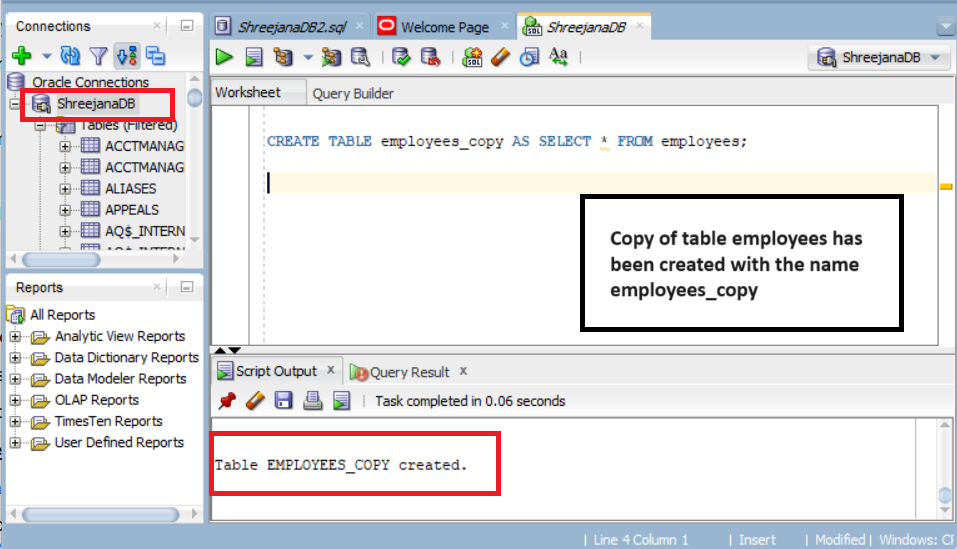 Connections
Oracle Connections
ShreejanaDB
Tables (Filtered)
ACCTMANAG
ACCTMANAG
ALIASES
APPEALS
AQ$_INTERN
Reports
All Reports
Analytic View Reports
Data Dictionary Reports
Data Modeler Reports
OLAP Reports
TimesTen Reports
User Defined Reports
ShreejanaDB2.sql
Welcome Page
ShreejanaDB
SQL
Aa
ShreejanaDB
Worksheet
Query Builder
CREATE TABLE employees_copy AS SELECT * FROM employees;
Copy of table employees has
been created with the name
employees_copy
Script Output
Query Result
Task completed in 0.06 seconds
Table EMPLOYEES_COPY created.
Line 4 Column 1
Insert
Modified
Windows: